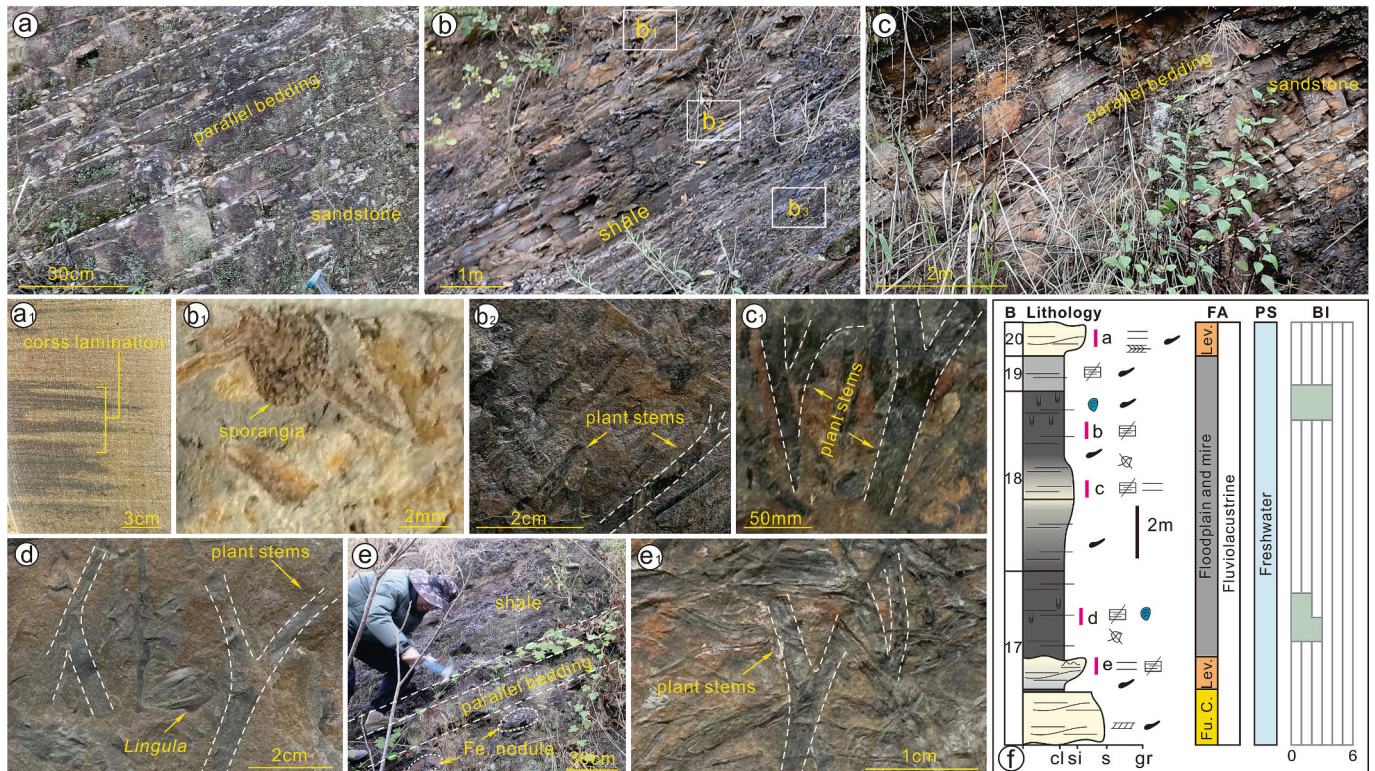 a
parallel bedding
sandstone
30cm
b
b1
b2
b3
shale
1m
c
parallel bedding
sandstone
2m
a1
corss lamination
3cm
b1
sporangia
2mm
b2
plant stems
2cm
c1
plant stems
50mm
d
plant stems
Lingula
2cm
e
shale
parallel bedding
Fe. nodule
30cm
e1
plant stems
1cm
B Lithology FA PS BI
20
19
18
17
a
b
c
2m
d
e
Lev.
Floodplain and mire
Lev.
Fu. C.
Fluviolacustrine
Freshwater
f
cl si s gr
0 6